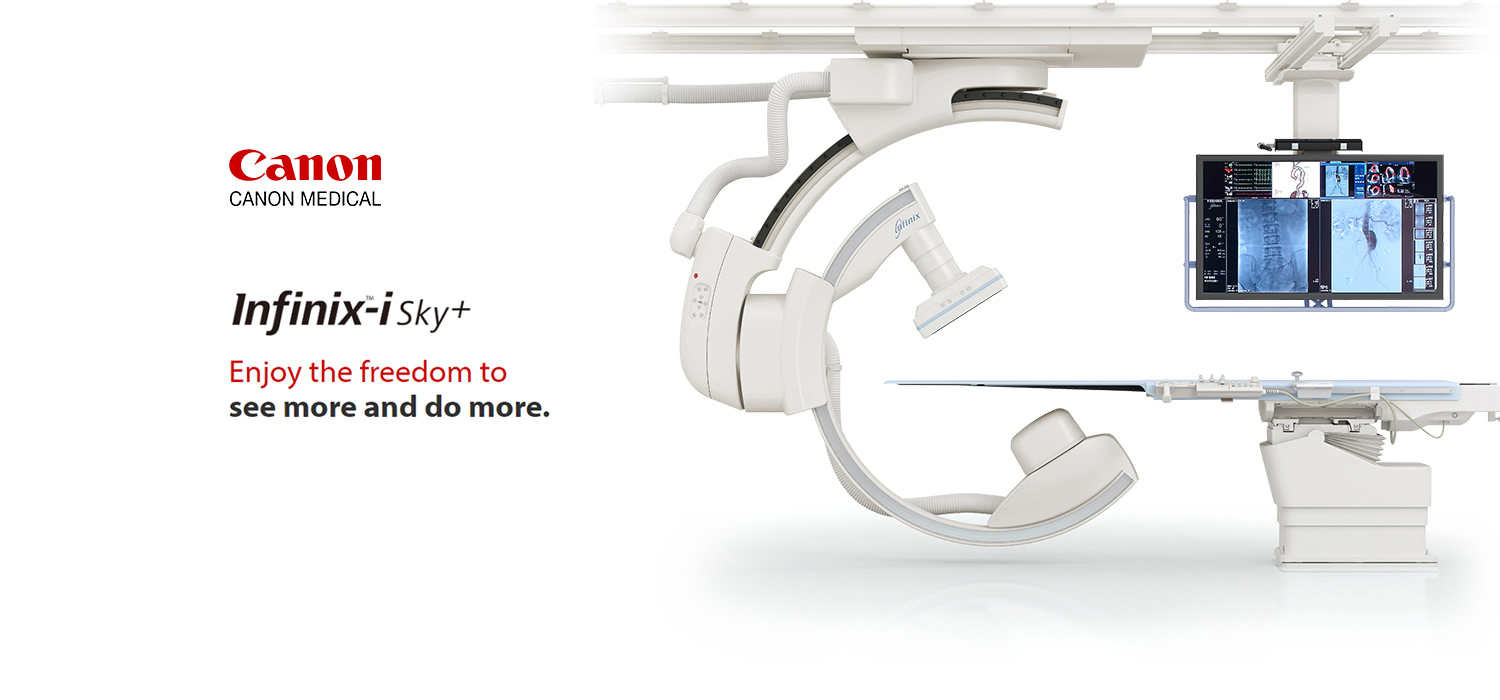 Canon
CANON MEDICAL
Infinix™-i Sky+
Enjoy the freedom to
see more and do more.
Infinix